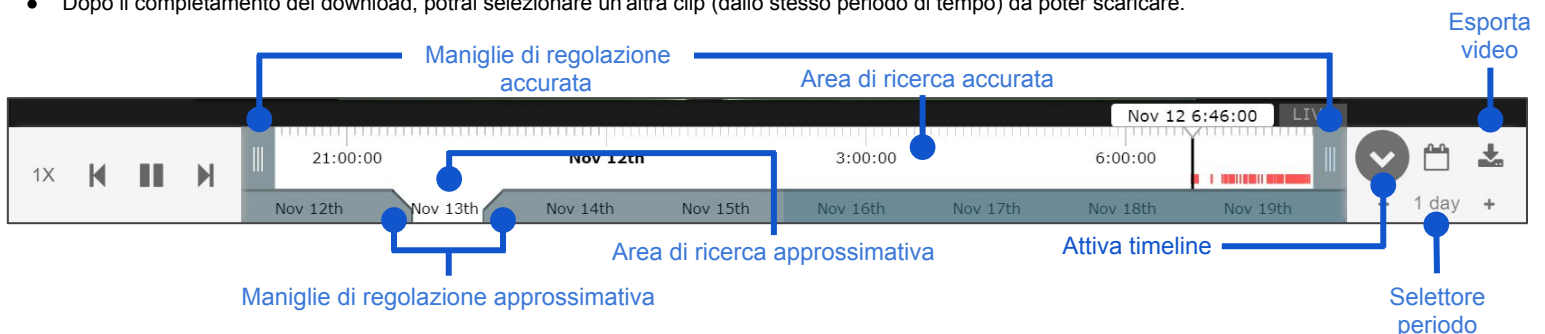 ● Dopo il completamento del download, potrai selezionare un'altra clip (dallo stesso periodo di tempo) da poter scaricare.
Esporta
video
Maniglie di regolazione
accurata
Area di ricerca accurata
Nov 12 6:46:00
21:00:00
Nov 12th
3:00:00
6:00:00
1X
Nov 12th
Nov 13th
Nov 14th
Nov 15th
Nov 16th
Nov 17th
Nov 18th
Nov 19th
1 day +
Area di ricerca approssimativa
Attiva timeline
Maniglie di regolazione approssimativa
Selettore
periodo